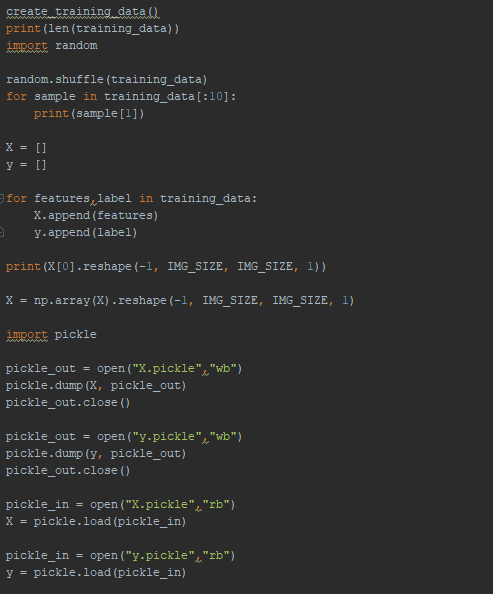 create_training_data()
print(len(training_data))
import random
random.shuffle(training_data)
for sample in training_data[:10]:
    print(sample[1])
X = []
y = []
for features,label in training_data:
    X.append(features)
    y.append(label)
print(X[0].reshape(-1, IMG_SIZE, IMG_SIZE, 1))
X = np.array(X).reshape(-1, IMG_SIZE, IMG_SIZE, 1)
import pickle
pickle_out = open("X.pickle","wb")
pickle.dump(X, pickle_out)
pickle_out.close()
pickle_out = open("y.pickle","wb")
pickle.dump(y, pickle_out)
pickle_out.close()
pickle_in = open("X.pickle","rb")
X = pickle.load(pickle_in)
pickle_in = open("y.pickle","rb")
y = pickle.load(pickle_in)